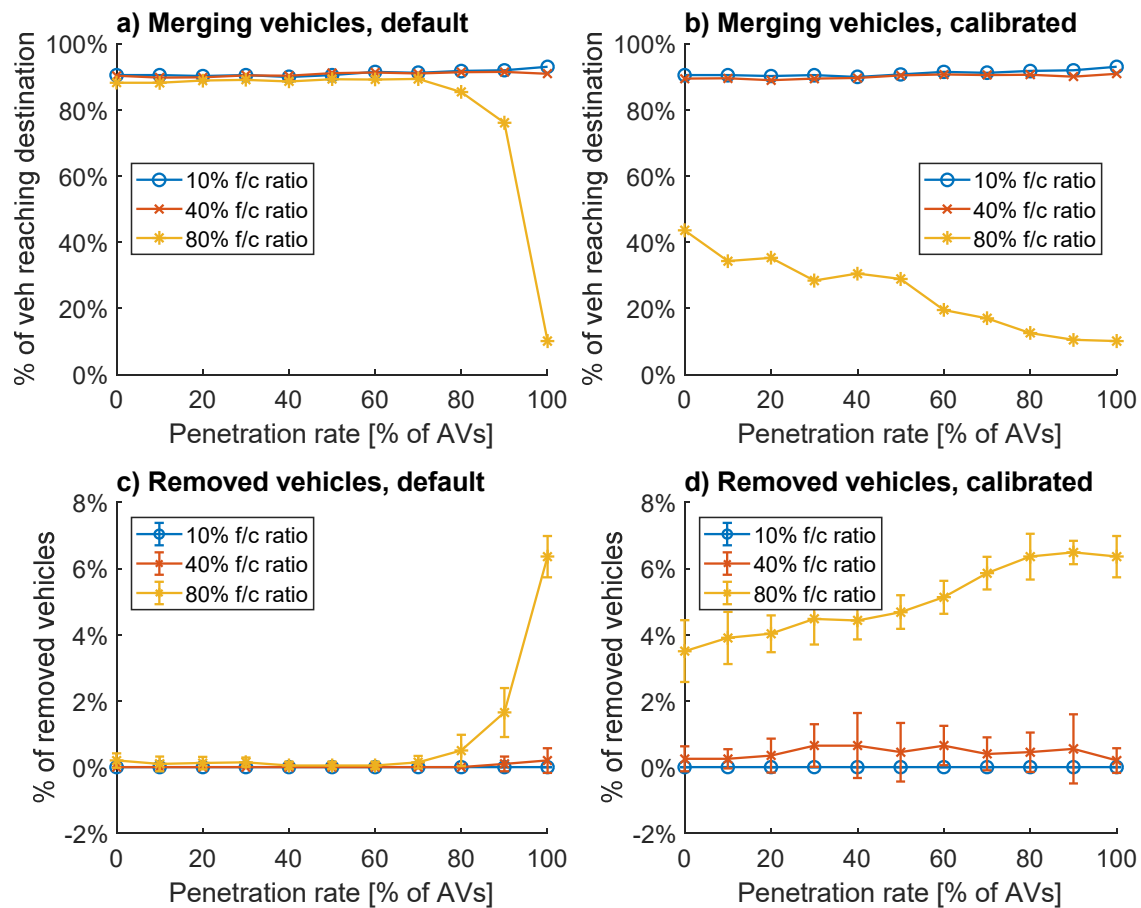 a) Merging vehicles, default
100%
80%
60%
40%
20%
0%
% of veh reaching destination
10% f/c ratio
40% f/c ratio
80% f/c ratio
0 20 40 60 80 100
Penetration rate [% of AVs]
b) Merging vehicles, calibrated
100%
80%
60%
40%
20%
0%
% of veh reaching destination
10% f/c ratio
40% f/c ratio
80% f/c ratio
0 20 40 60 80 100
Penetration rate [% of AVs]
c) Removed vehicles, default
8%
6%
4%
2%
0%
-2%
% of removed vehicles
10% f/c ratio
40% f/c ratio
80% f/c ratio
0 20 40 60 80 100
Penetration rate [% of AVs]
d) Removed vehicles, calibrated
8%
6%
4%
2%
0%
-2%
% of removed vehicles
10% f/c ratio
40% f/c ratio
80% f/c ratio
0 20 40 60 80 100
Penetration rate [% of AVs]